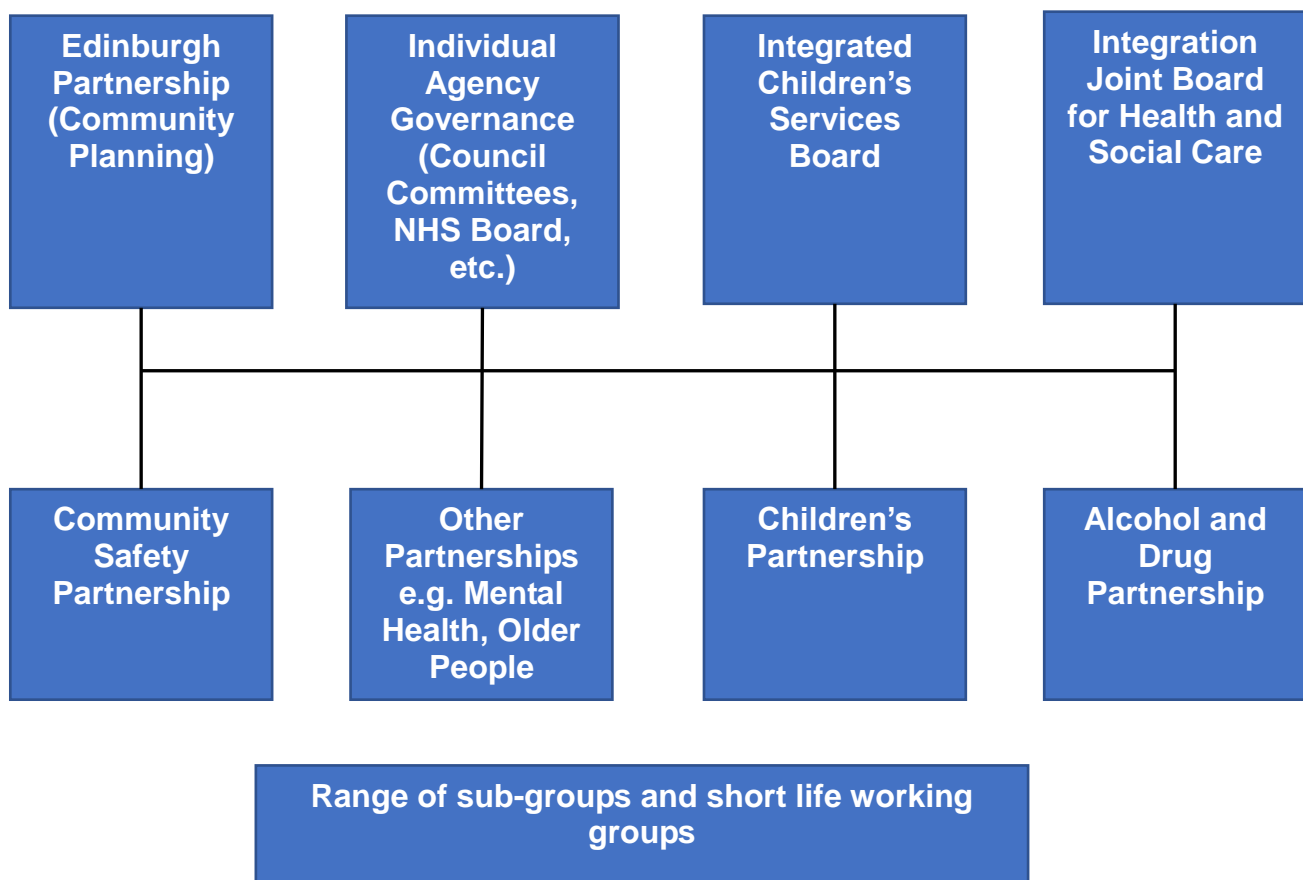 Edinburgh
Partnership
(Community
Planning)
Individual
Agency
Governance
(Council
Committees,
NHS Board,
etc.)
Integrated
Children’s
Services
Board
Integration
Joint Board
for Health and
Social Care
Community
Safety
Partnership
Other
Partnerships
e.g. Mental
Health, Older
People
Children’s
Partnership
Alcohol and
Drug
Partnership
Range of sub-groups and short life working
groups